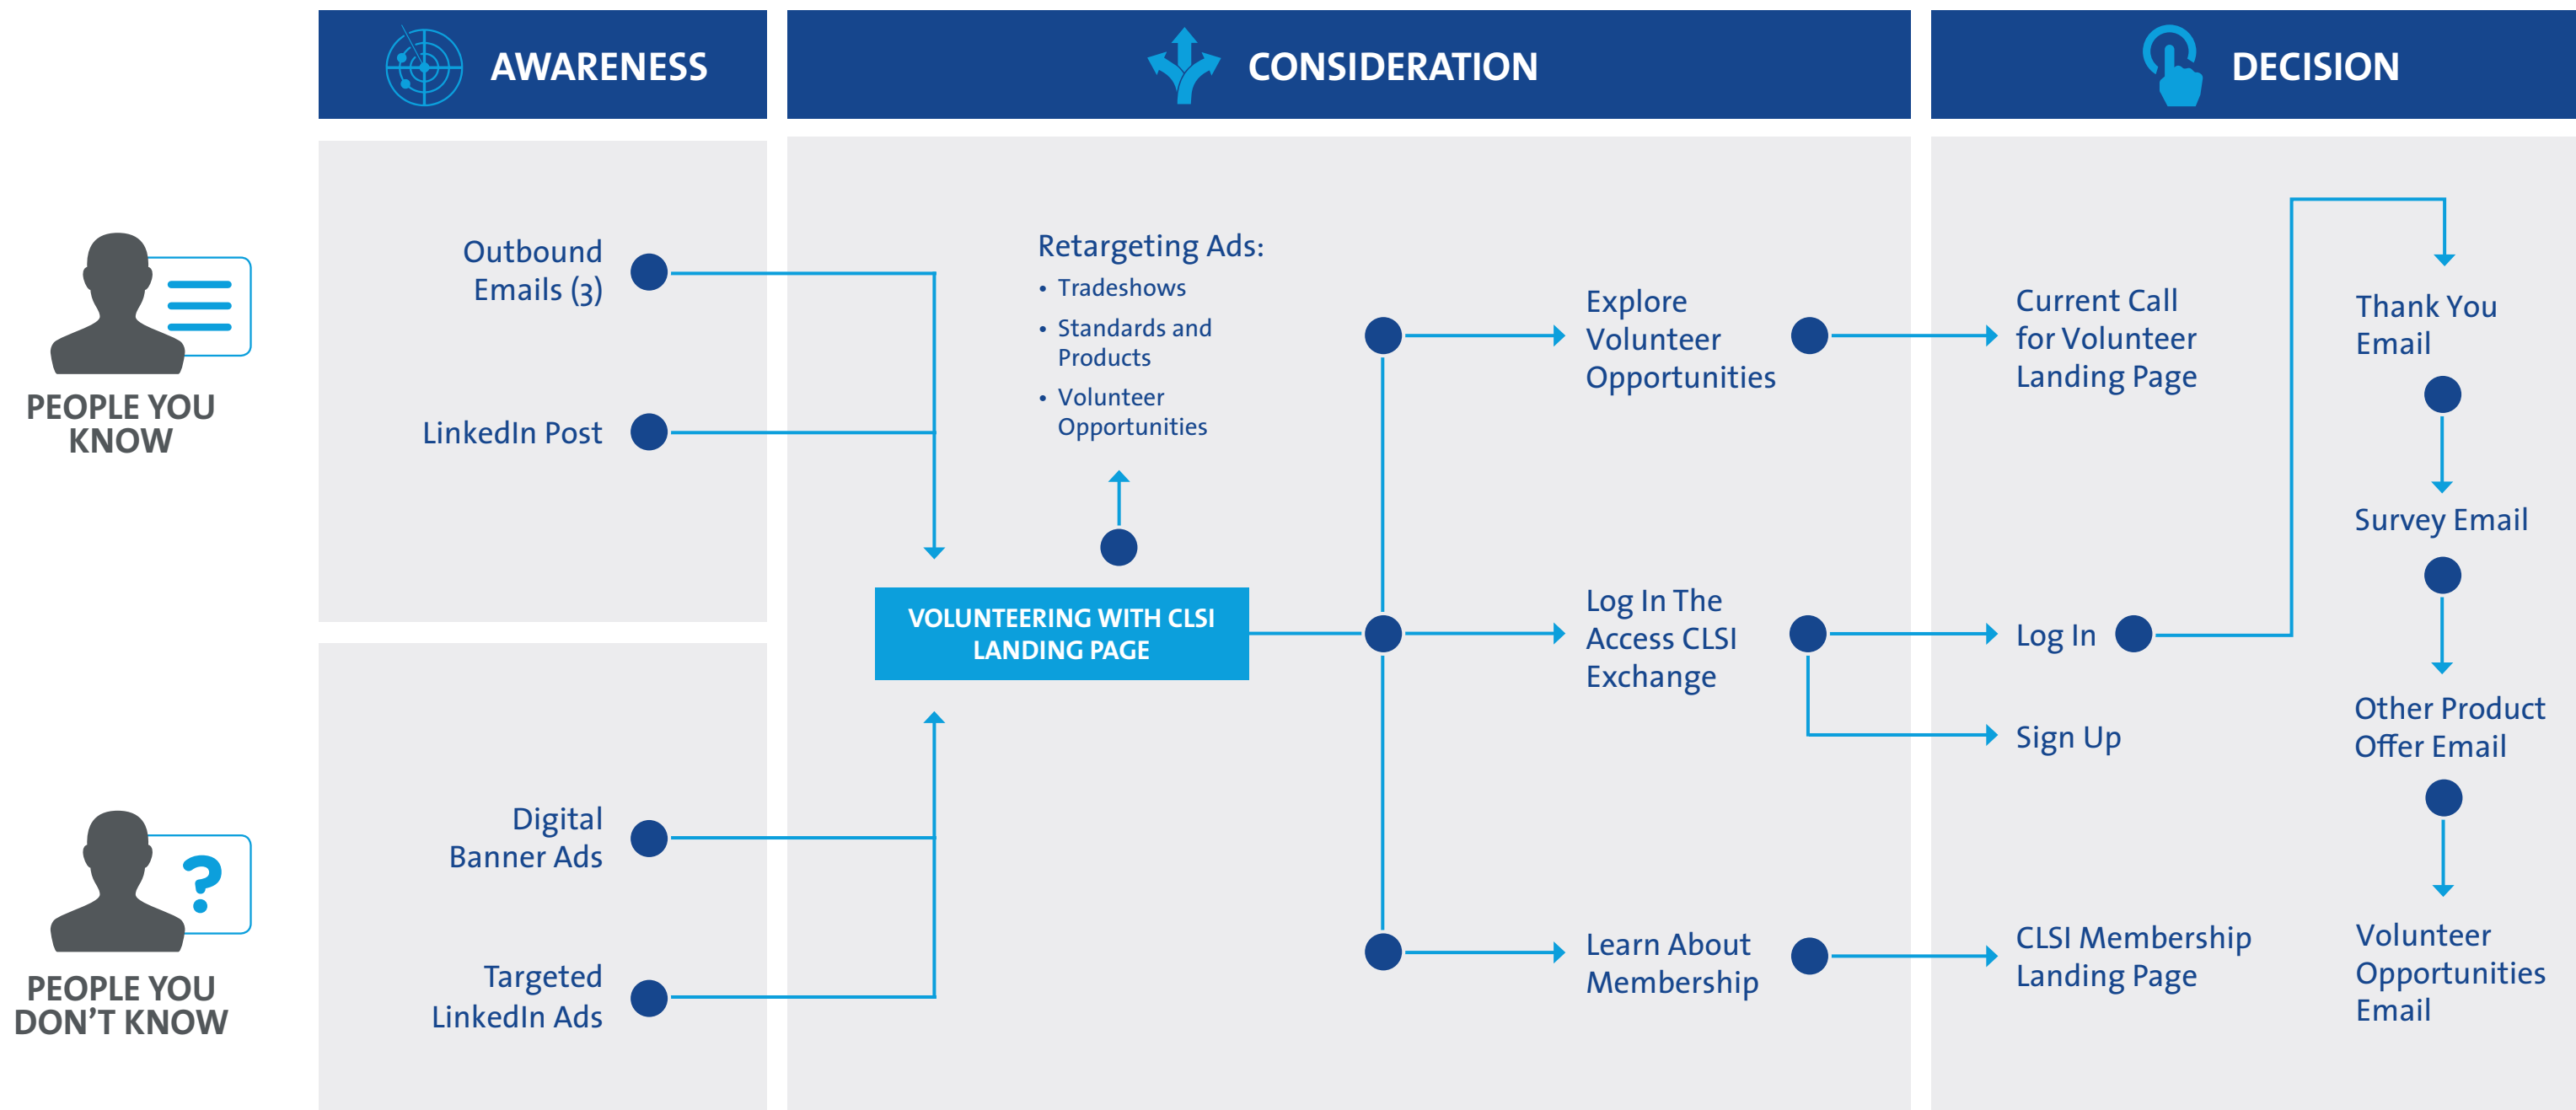 AWARENESS
CONSIDERATION
DECISION
PEOPLE YOU
KNOW
Outbound
Emails (3)
LinkedIn Post
PEOPLE YOU
DON'T KNOW
?
Digital
Banner Ads
Targeted
LinkedIn Ads
Retargeting Ads:
• Tradeshows
• Standards and
Products
• Volunteer
Opportunities
VOLUNTEERING WITH CLSI
LANDING PAGE
Explore
Volunteer
Opportunities
Log In The
Access CLSI
Exchange
Learn About
Membership
Current Call
for Volunteer
Landing Page
Log In
Sign Up
CLSI Membership
Landing Page
Thank You
Email
Survey Email
Other Product
Offer Email
Volunteer
Opportunities
Email